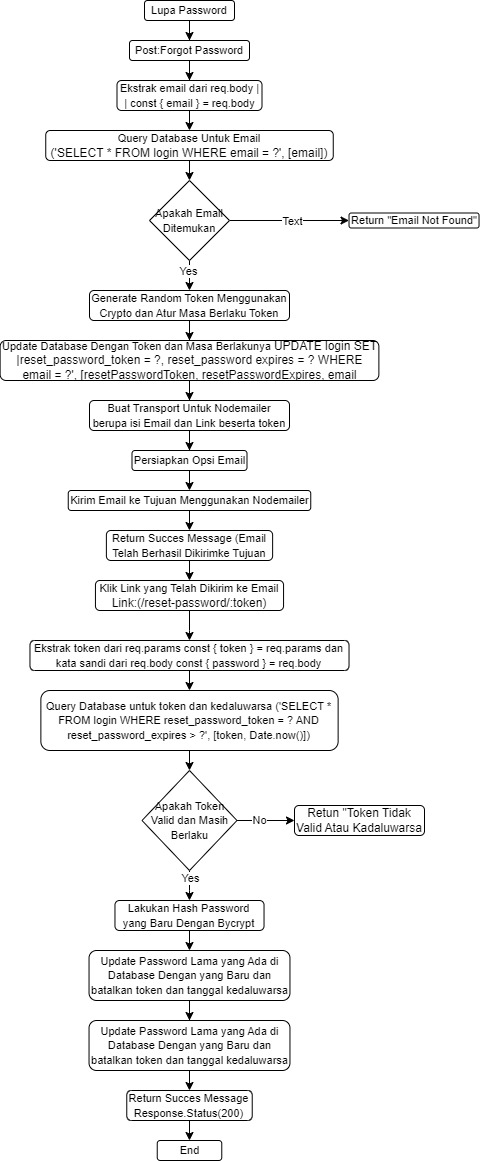 Lupa Password
Post:Forgot Password
Ekstrak email dari req.body |
| const { email } = req.body
Query Database Untuk Email
('SELECT * FROM login WHERE email = ?', [email])
Apakah Email
Ditemukan
Text
Return "Email Not Found"
Yes
Generate Random Token Menggunakan
Crypto dan Atur Masa Berlaku Token
Update Database Dengan Token dan Masa Berlakunya UPDATE login SET
|reset_password_token = ?, reset_password expires = ? WHERE
email = ?', [resetPasswordToken, resetPasswordExpires, email
Buat Transport Untuk Nodemailer
berupa isi Email dan Link beserta token
Persiapkan Opsi Email
Kirim Email ke Tujuan Menggunakan Nodemailer
Return Succes Message (Email
Telah Berhasil Dikirimke Tujuan
Klik Link yang Telah Dikirim ke Email
Link:(/reset-password/:token)
Ekstrak token dari req.params const { token } = req.params dan
kata sandi dari req.body const { password } = req.body
Query Database untuk token dan kedaluwarsa ('SELECT *
FROM login WHERE reset_password_token = ? AND
reset_password_expires > ?', [token, Date.now()])
Apakah Token
Valid dan Masih
Berlaku
No
Retun "Token Tidak
Valid Atau Kadaluwarsa
Yes
Lakukan Hash Password
yang Baru Dengan Bycrypt
Update Password Lama yang Ada di
Database Dengan yang Baru dan
batalkan token dan tanggal kedaluwarsa
Update Password Lama yang Ada di
Database Dengan yang Baru dan
batalkan token dan tanggal kedaluwarsa
Return Succes Message
Response.Status(200)
End